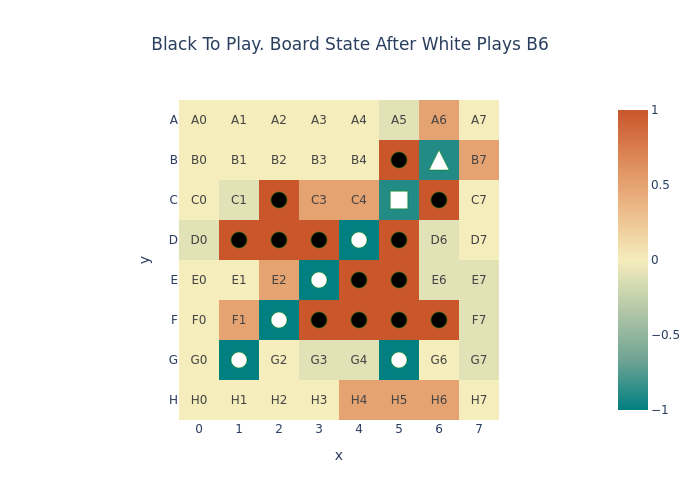 Black To Play. Board State After White Plays B6
A A0 A1 A2 A3 A4 A5 A6 A7
B B0 B1 B2 B3 B4 B7
C C0 C1 C3 C4 C7
D D0 D6 D7
E E0 E1 E2 E6 E7
F F0 F1 F7
G G0 G2 G3 G4 G6 G7
H H0 H1 H2 H3 H4 H5 H6 H7
0 1 2 3 4 5 6 7
x
y
1
0.5
0
−0.5
−1